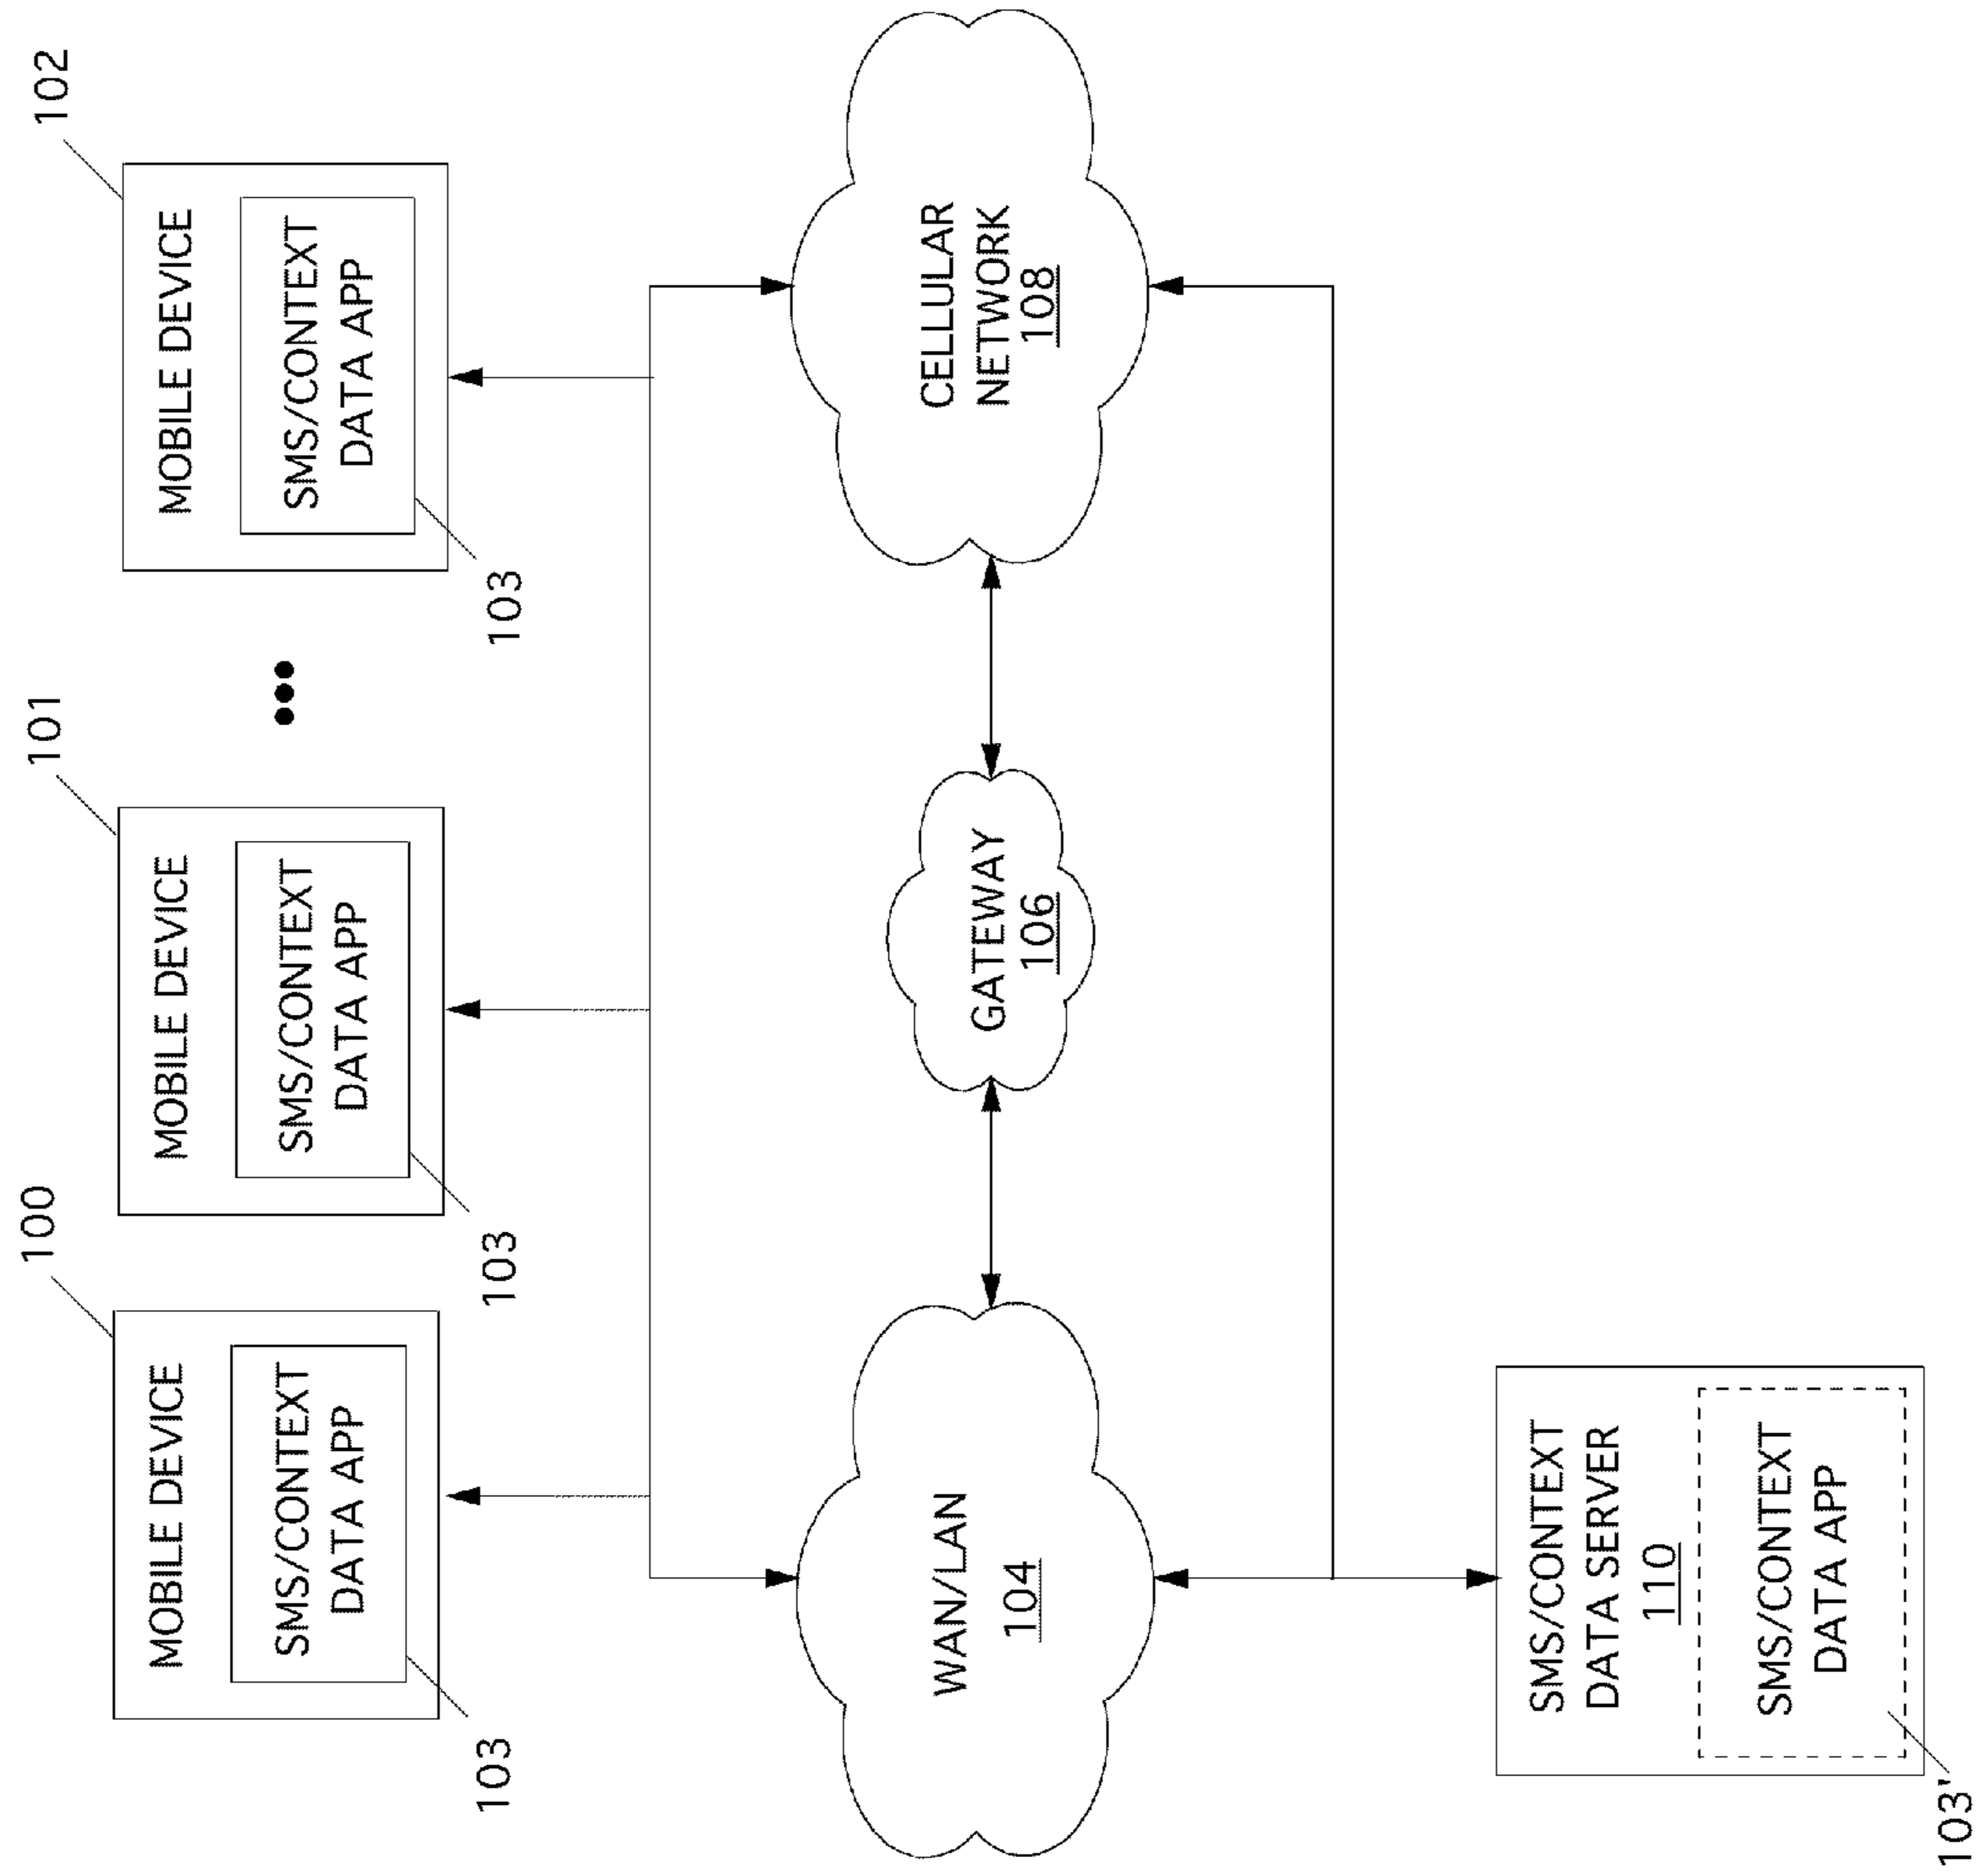 100
MOBILE DEVICE
SMS/CONTEXT
DATA APP
103
101
MOBILE DEVICE
SMS/CONTEXT
DATA APP
103
102
MOBILE DEVICE
SMS/CONTEXT
DATA APP
103
WAN/LAN
104
GATEWAY
106
CELLULAR
NETWORK
108
SMS/CONTEXT
DATA SERVER
110
SMS/CONTEXT
DATA APP
103'